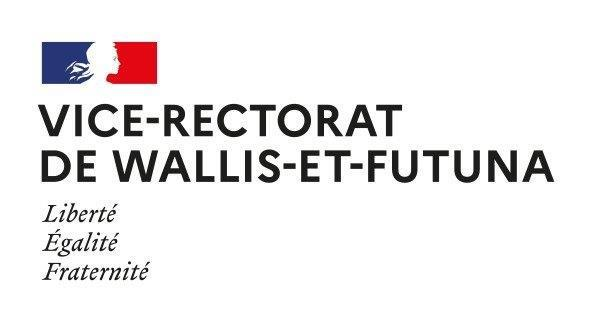 VICE-RECTORAT
DE WALLIS-ET-FUTUNA
Liberté
Égalité
Fraternité